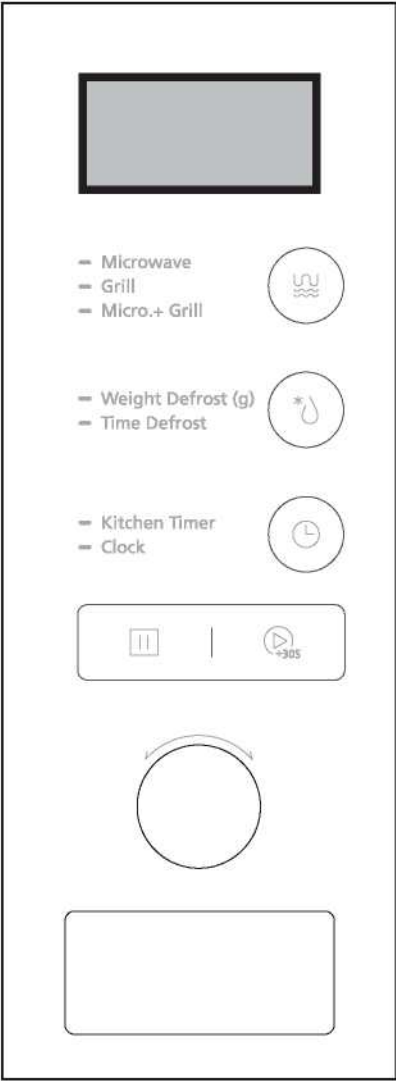 Microwave
Grill
Micro.+ Grill
Weight Defrost (g)
Time Defrost
Kitchen Timer
Clock
+30S